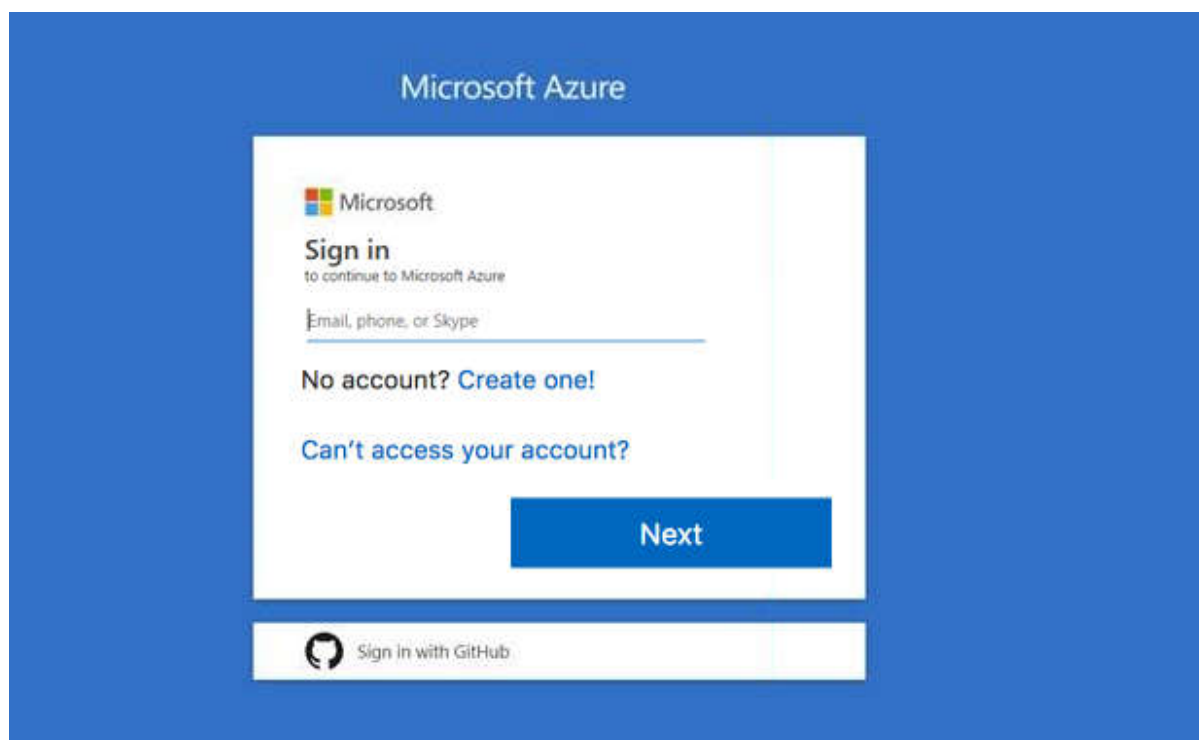 Microsoft Azure
Microsoft
Sign in
to continue to Microsoft Azure
Email, phone, or Skype
No account? Create one!
Can't access your account?
Next
Sign in with GitHub